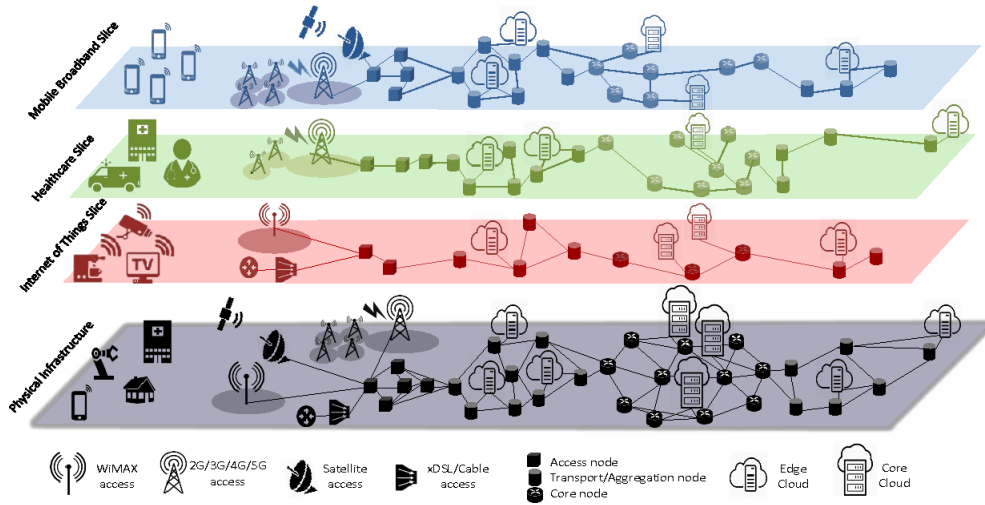 Mobile Broadband Slice
Healthcare Slice
Internet of Things Slice
TV
Physical Infrastructure
WiMAX
access
2G/3G/4G/5G
access
Satellite
access
xDSL/Cable
access
Access node
Transport/Aggregation node
Core node
Edge
Cloud
Core
Cloud